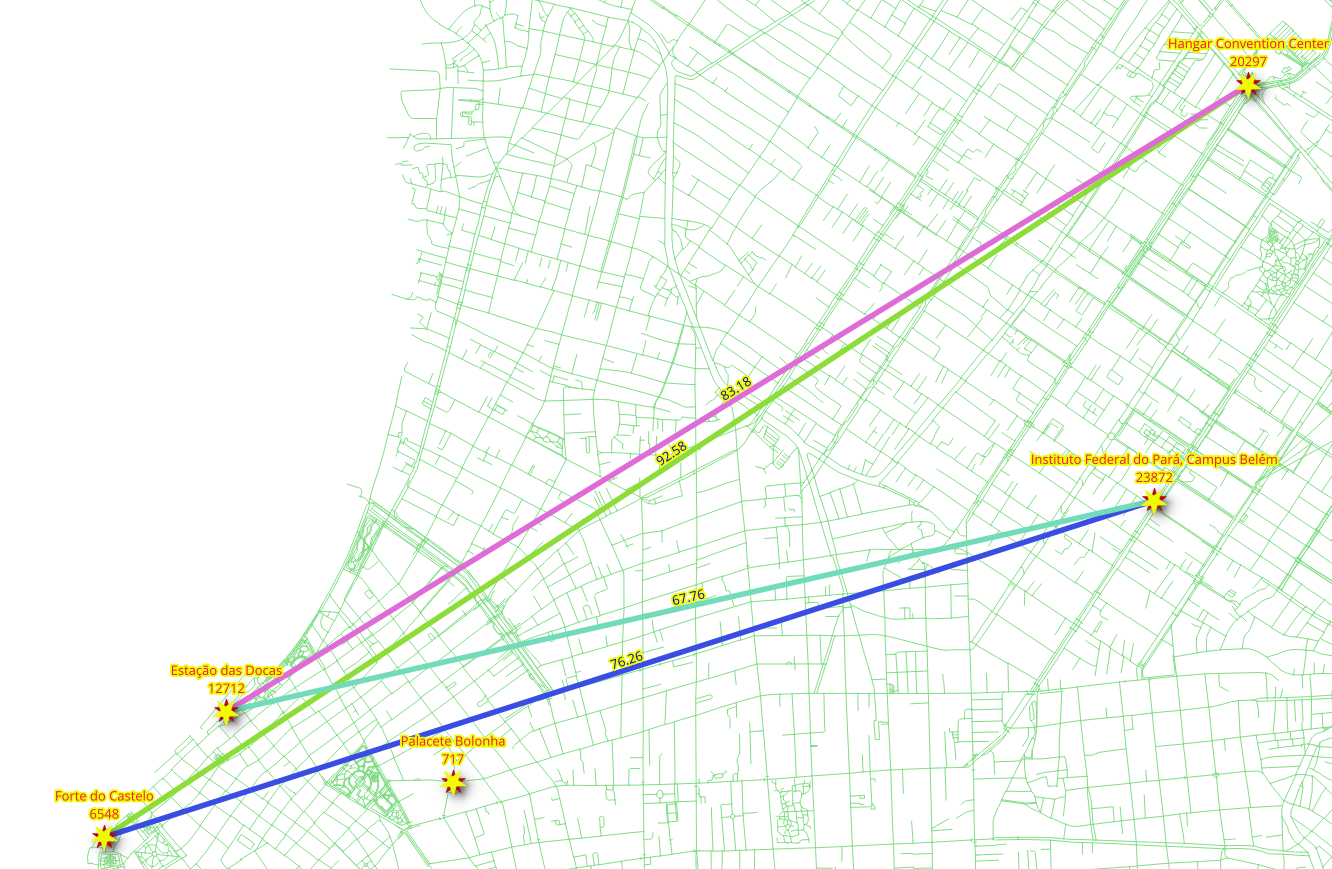 Hangar Convention Center
20297
83.18
92.58
Instituto Federal do Pará, Campus Belém
23872
67.76
76.26
Estação das Docas
12712
Palacete Bolonha
717
Forte do Castelo
6548